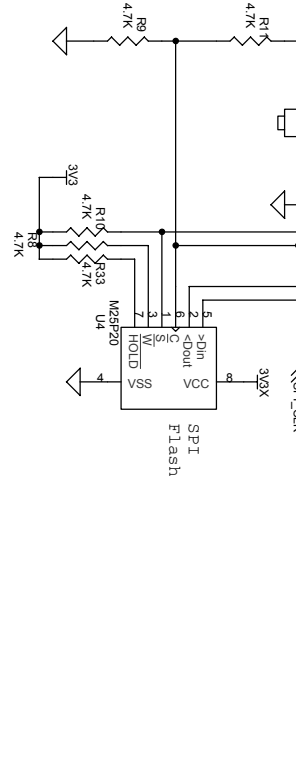 R9
4.7K
R11
4.7K
3V3
R10
4.7K
R8
4.7K
R33
4.7K
M25P20
U4
7
3
1
6
2
5
HOLD
W
S
C
<Dout
>Din
VSS
VCC
4
8
3V3X
SPI
Flash